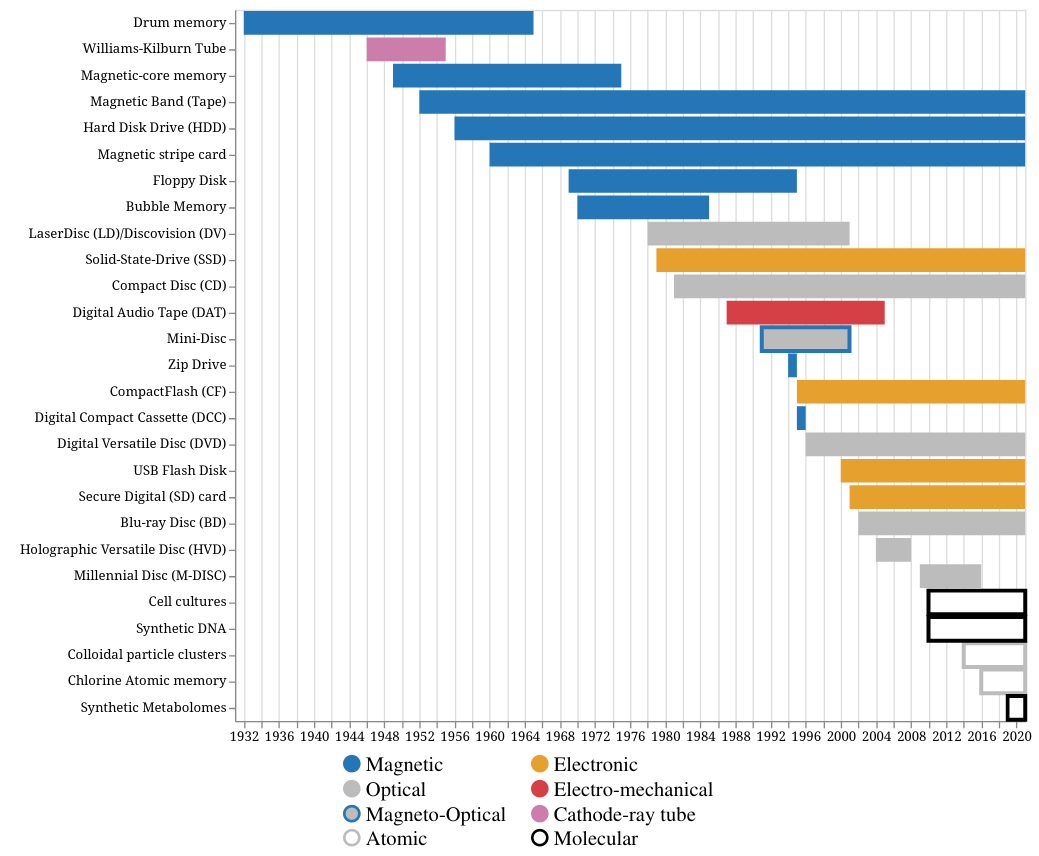 Drum memory
Williams-Kilburn Tube
Magnetic-core memory
Magnetic Band (Tape)
Hard Disk Drive (HDD)
Magnetic stripe card
Floppy Disk
Bubble Memory
LaserDisc (LD)/Discovision (DV)
Solid-State-Drive (SSD)
Compact Disc (CD)
Digital Audio Tape (DAT)
Mini-Disc
Zip Drive
CompactFlash (CF)
Digital Compact Cassette (DCC)
Digital Versatile Disc (DVD)
USB Flash Disk
Secure Digital (SD) card
Blu-ray Disc (BD)
Holographic Versatile Disc (HVD)
Millennial Disc (M-DISC)
Cell cultures
Synthetic DNA
Colloidal particle clusters
Chlorine Atomic memory
Synthetic Metabolomes
1932 1936 1940 1944 1948 1952 1956 1960 1964 1968 1972 1976 1980 1984 1988 1992 1996 2000 2004 2008 2012 2016 2020
Magnetic Electronic
Optical Electro-mechanical
Magneto-Optical Cathode-ray tube
Atomic Molecular